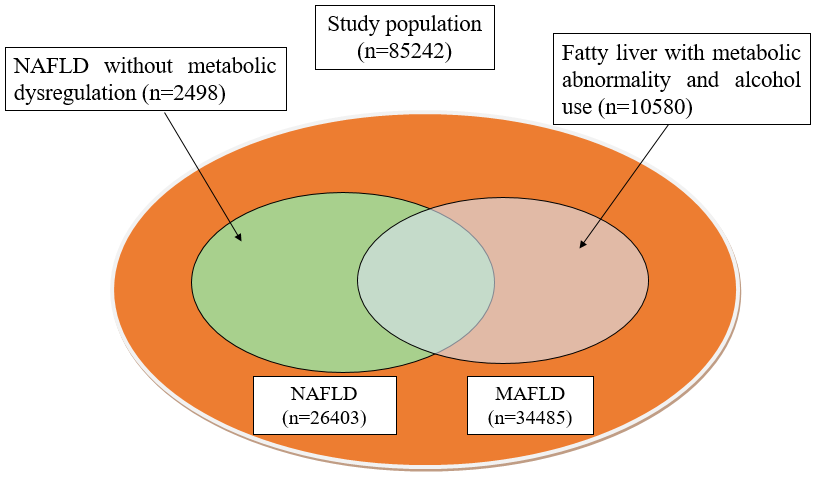 Study population
(n=85242)
NAFLD without metabolic
dysregulation (n=2498)
Fatty liver with metabolic
abnormality and alcohol
use (n=10580)
NAFLD
(n=26403)
MAFLD
(n=34485)